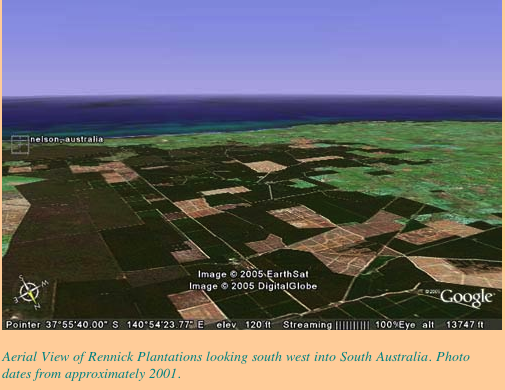 nelson, australia
S
W
Image © 2005 EarthSat
Image © 2005 DigitalGlobe
© 2005 Google
Pointer 37°55'40.00" S 140°54'23.77" E elev 120 ft Streaming |||||||||| 100% Eye alt 13747 ft
Aerial View of Rennick Plantations looking south west into South Australia. Photo
dates from approximately 2001.